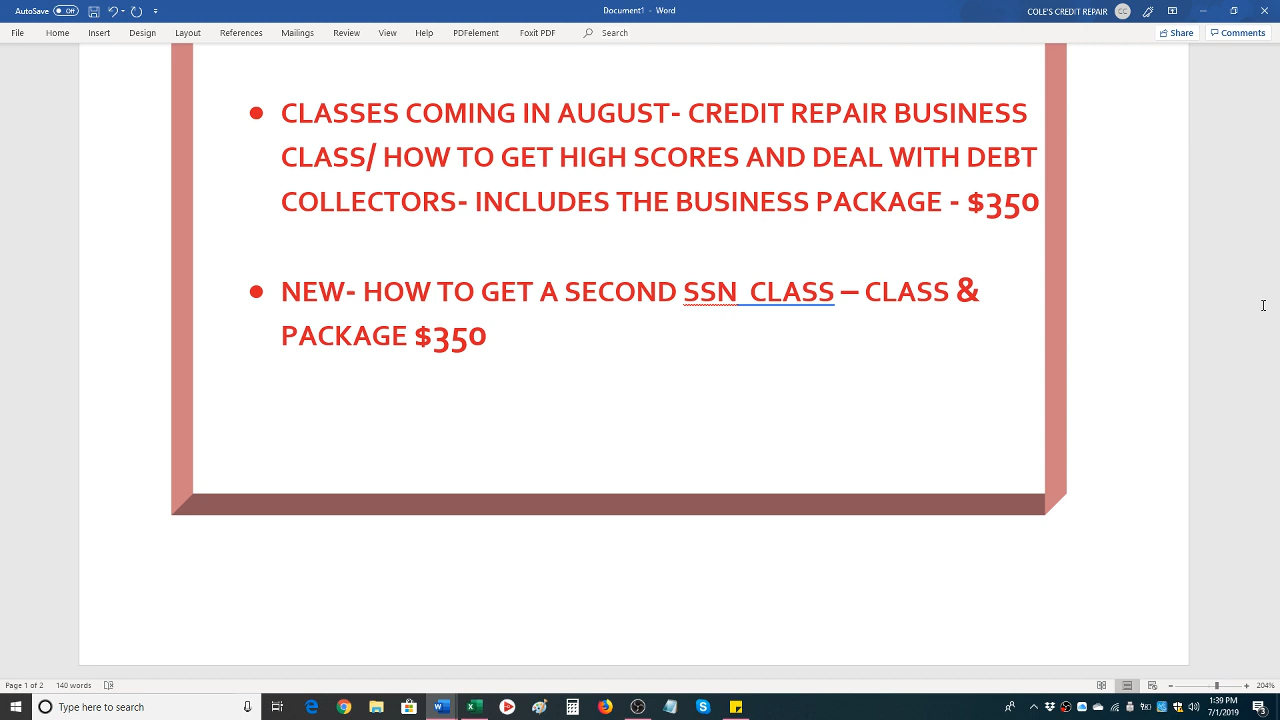 AutoSave Off
Document1 - Word
COLE'S CREDIT REPAIR CC
File Home Insert Design Layout References Mailings Review View Help PDFelement Foxit PDF Search
Share Comments
● CLASSES COMING IN AUGUST- CREDIT REPAIR BUSINESS
CLASS/ HOW TO GET HIGH SCORES AND DEAL WITH DEBT
COLLECTORS- INCLUDES THE BUSINESS PACKAGE - $350
● NEW- HOW TO GET A SECOND SSN CLASS – CLASS &
PACKAGE $350
Page 1 of 2 140 words
204%
Type here to search
1:39 PM
7/1/2019